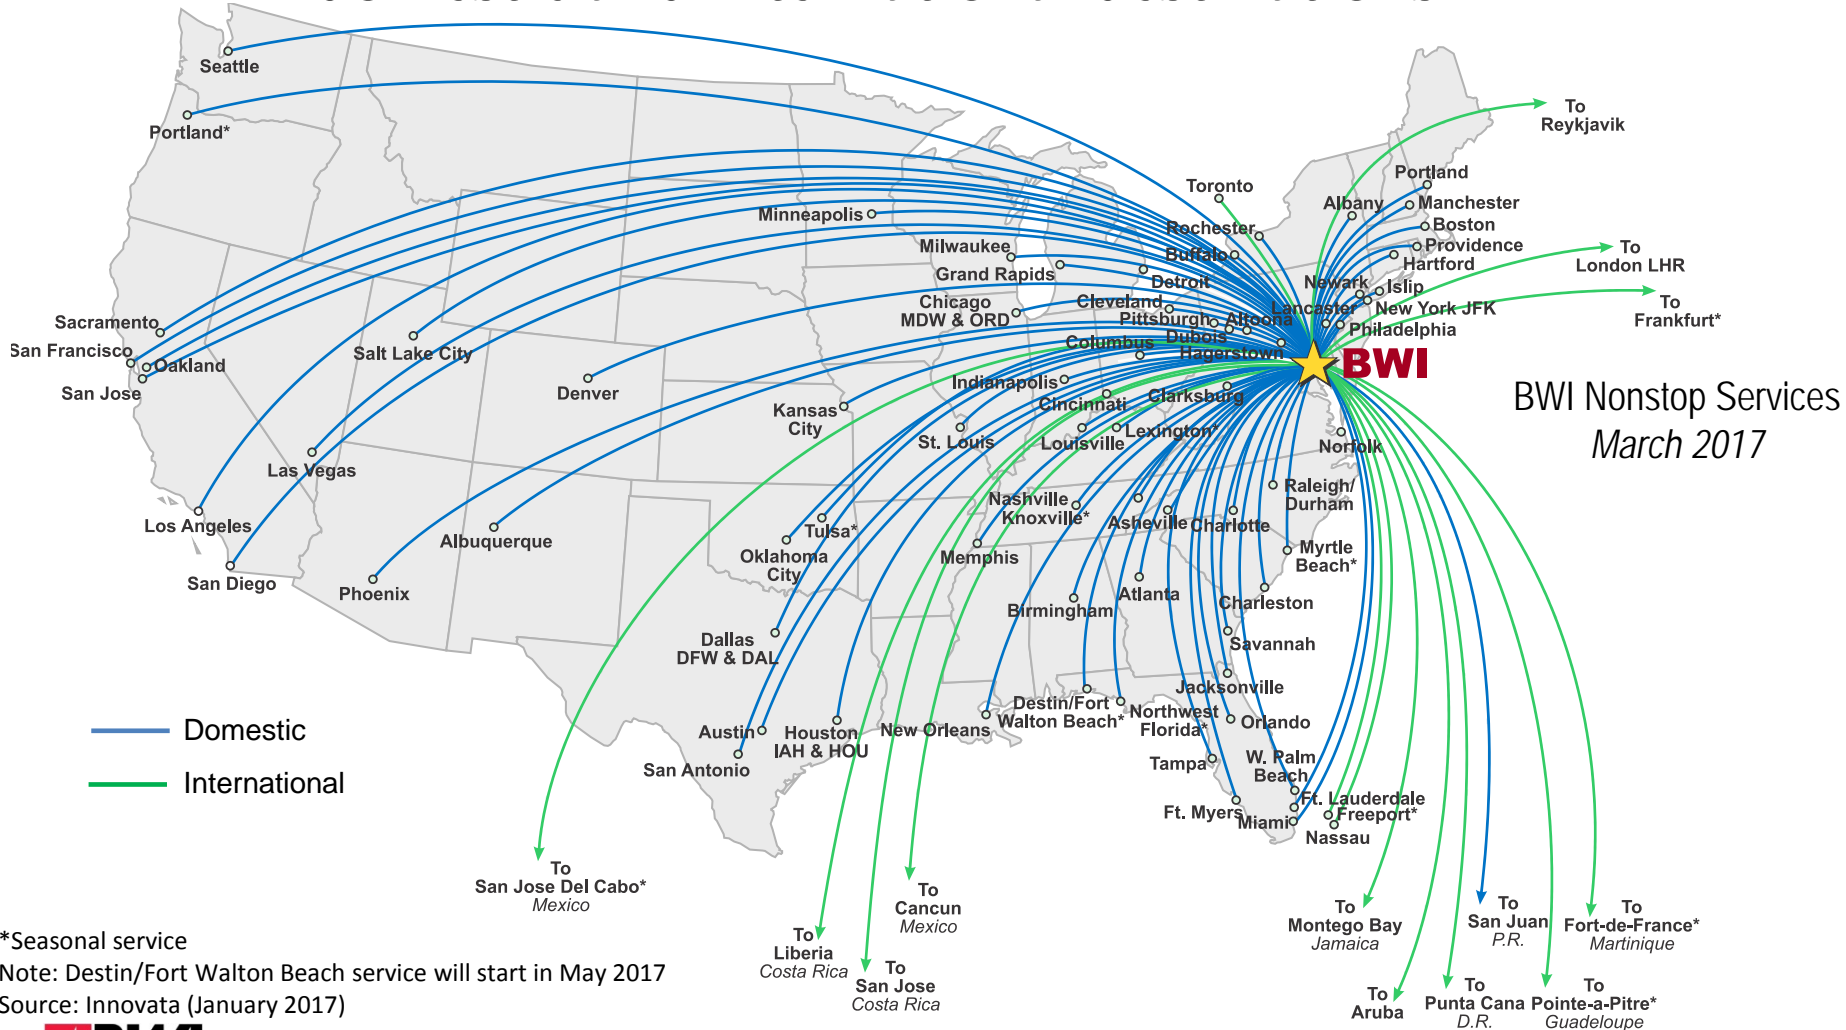 Seattle
Portland*
Sacramento
San Francisco
Oakland
San Jose
Salt Lake City
Las Vegas
Los Angeles
San Diego
Phoenix
Albuquerque
Denver
Minneapolis
Milwaukee
Grand Rapids
Chicago
MDW & ORD
Detroit
Cleveland
Pittsburgh
Altoona
Dubois
Columbus
Hagerstown
Indianapolis
Cincinnati
Clarksburg
Kansas
City
St. Louis
Louisville
Lexington*
Toronto
Rochester
Buffalo
Albany
Portland
Manchester
Boston
Providence
Hartford
Newark
Islip
Lancaster
New York JFK
Philadelphia
To
Reykjavik
To
London LHR
To
Frankfurt*
BWI
BWI Nonstop Services
March 2017
Norfolk
Raleigh/
Durham
Nashville
Knoxville*
Asheville
Charlotte
Myrtle
Beach*
Tulsa*
Oklahoma
City
Memphis
Birmingham
Atlanta
Charleston
Savannah
Jacksonville
Dallas
DFW & DAL
Austin
San Antonio
Houston
IAH & HOU
New Orleans
Destin/Fort
Walton Beach*
Northwest
Florida*
Orlando
Tampa
W. Palm
Beach
Ft. Myers
Ft. Lauderdale
Miami
Freeport*
Nassau
Domestic
International
To
San Jose Del Cabo*
Mexico
To
Liberia
Costa Rica
To
San Jose
Costa Rica
To
Cancun
Mexico
To
Montego Bay
Jamaica
To
San Juan
P.R.
To
Fort-de-France*
Martinique
To
Aruba
To
Punta Cana
D.R.
To
Pointe-a-Pitre*
Guadeloupe
*Seasonal service
Note: Destin/Fort Walton Beach service will start in May 2017
Source: Innovata (January 2017)